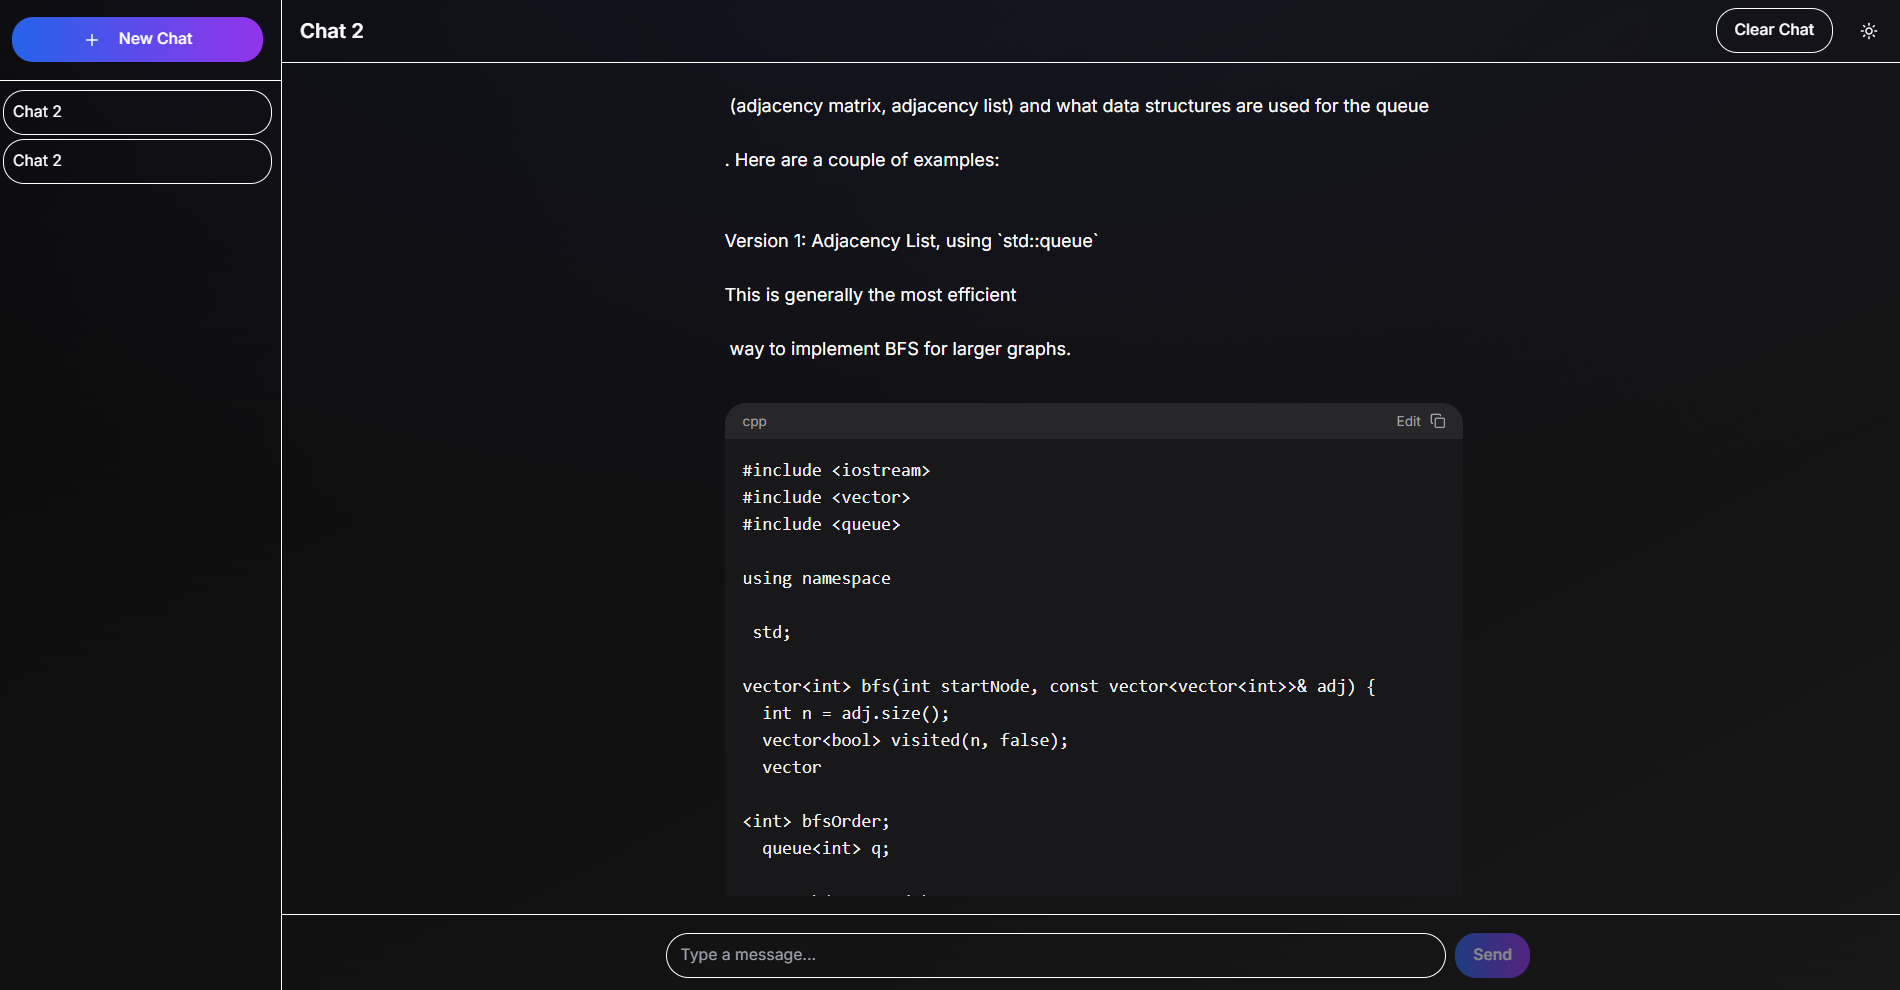 New Chat
Chat 2
Chat 2
Chat 2
Clear Chat
(adjacency matrix, adjacency list) and what data structures are used for the queue
. Here are a couple of examples:
Version 1: Adjacency List, using `std::queue`
This is generally the most efficient
way to implement BFS for larger graphs.
cpp
Edit
#include <iostream>
#include <vector>
#include <queue>
using namespace
std;
vector<int> bfs(int startNode, const vector<vector<int>>& adj) {
int n = adj.size();
vector<bool> visited(n, false);
vector
<int> bfsOrder;
queue<int> q;
Type a message...
Send